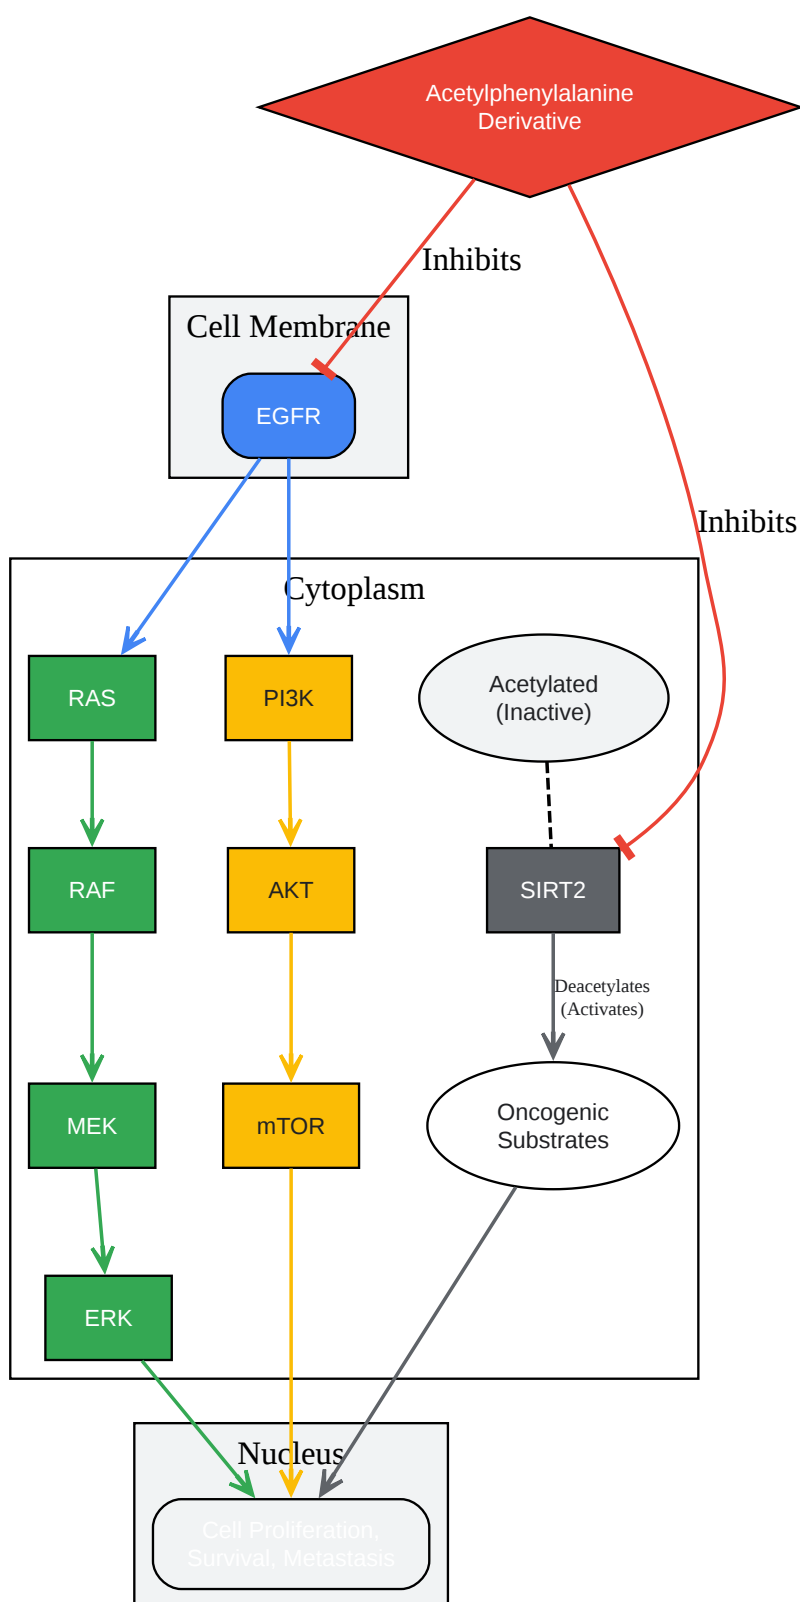 Acetylphenylalanine
Derivative
Inhibits
Cell Membrane
EGFR
Inhibits
Cytoplasm
RAS
PI3K
Acetylated
(Inactive)
RAF
AKT
SIRT2
Deacetylates
(Activates)
MEK
mTOR
Oncogenic
Substrates
ERK
Nucleus
Cell Proliferation,
Survival, Metastasis